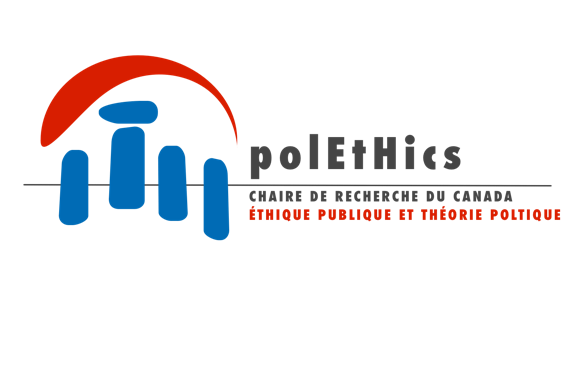 polEtHics
CHAIRE DE RECHERCHE DU CANADA
ÉTHIQUE PUBLIQUE ET THÉORIE POLTIQUE